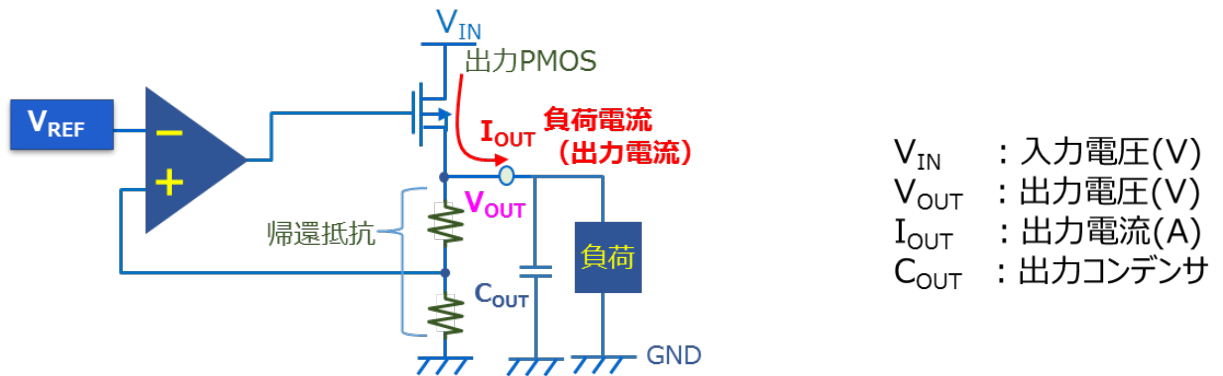 VIN
出力PMOS
VREF
−
+
IOUT 負荷電流
（出力電流）
VOUT
帰還抵抗
負荷
COUT
GND
VIN ：入力電圧(V)
VOUT ：出力電圧(V)
IOUT ：出力電流(A)
COUT ：出力コンデンサ